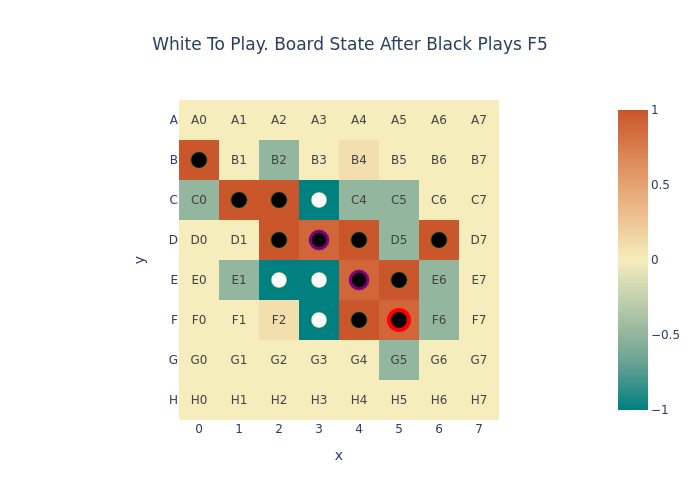 White To Play. Board State After Black Plays F5
A A0 A1 A2 A3 A4 A5 A6 A7
B B1 B2 B3 B4 B5 B6 B7
C C0 C4 C5 C6 C7
D D0 D1 D5 D7
E E0 E1 E6 E7
F F0 F1 F2 F6 F7
G G0 G1 G2 G3 G4 G5 G6 G7
H H0 H1 H2 H3 H4 H5 H6 H7
0 1 2 3 4 5 6 7
x
y
1
0.5
0
−0.5
−1